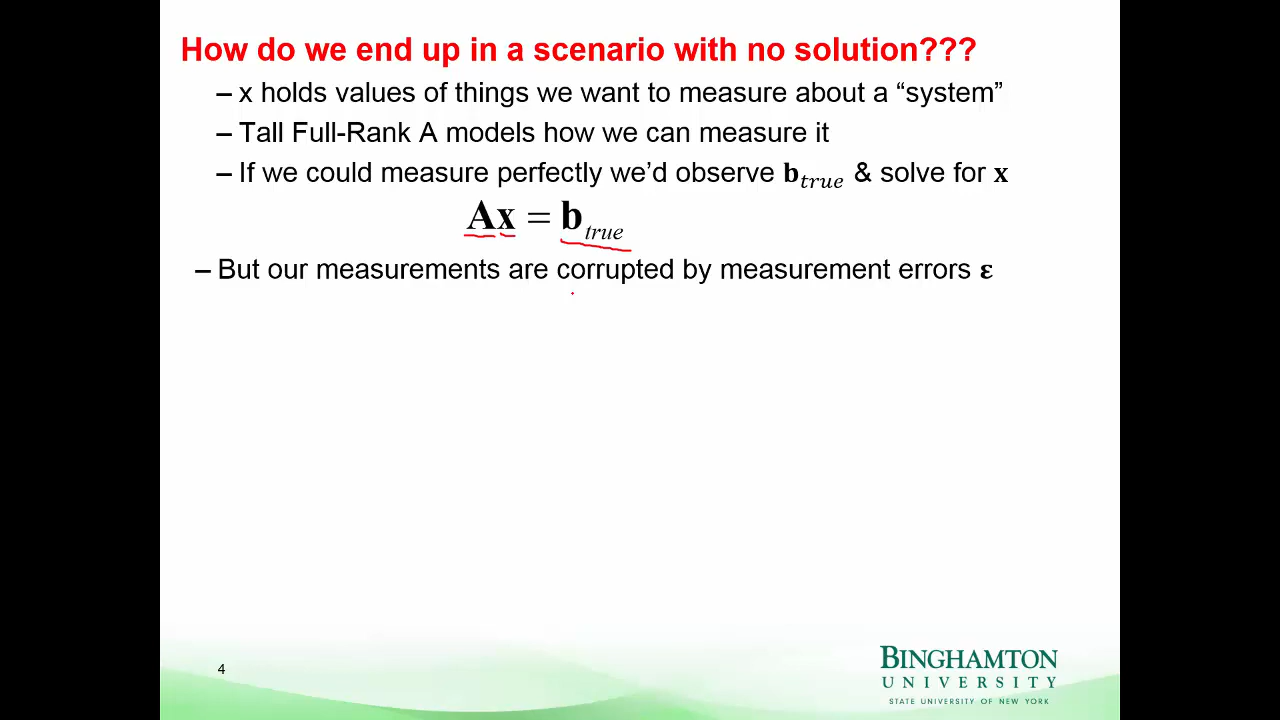 How do we end up in a scenario with no solution???
– x holds values of things we want to measure about a “system”
– Tall Full-Rank A models how we can measure it
– If we could measure perfectly we’d observe b_true & solve for x
Ax = b_true
– But our measurements are corrupted by measurement errors ε
4
BINGHAMTON
UNIVERSITY
STATE UNIVERSITY OF NEW YORK